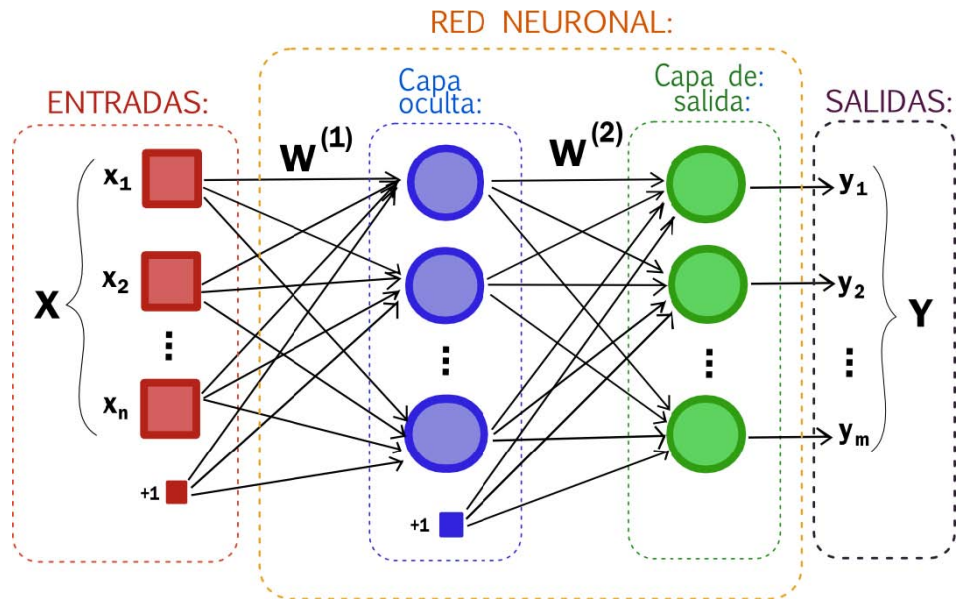 RED NEURONAL:
ENTRADAS:
Capa
oculta:
Capa de:
salida:
SALIDAS:
W(1)
W(2)
X
x1
x2
⋮
xn
+1
⋮
+1
⋮
y1
y2
⋮
ym
Y